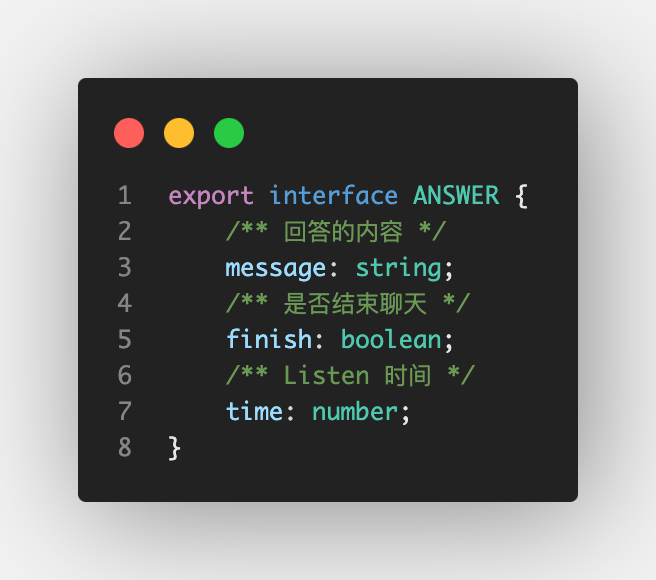 1 export interface ANSWER {
2 /** 回答的内容 */
3 message: string;
4 /** 是否结束聊天 */
5 finish: boolean;
6 /** Listen 时间 */
7 time: number;
8 }